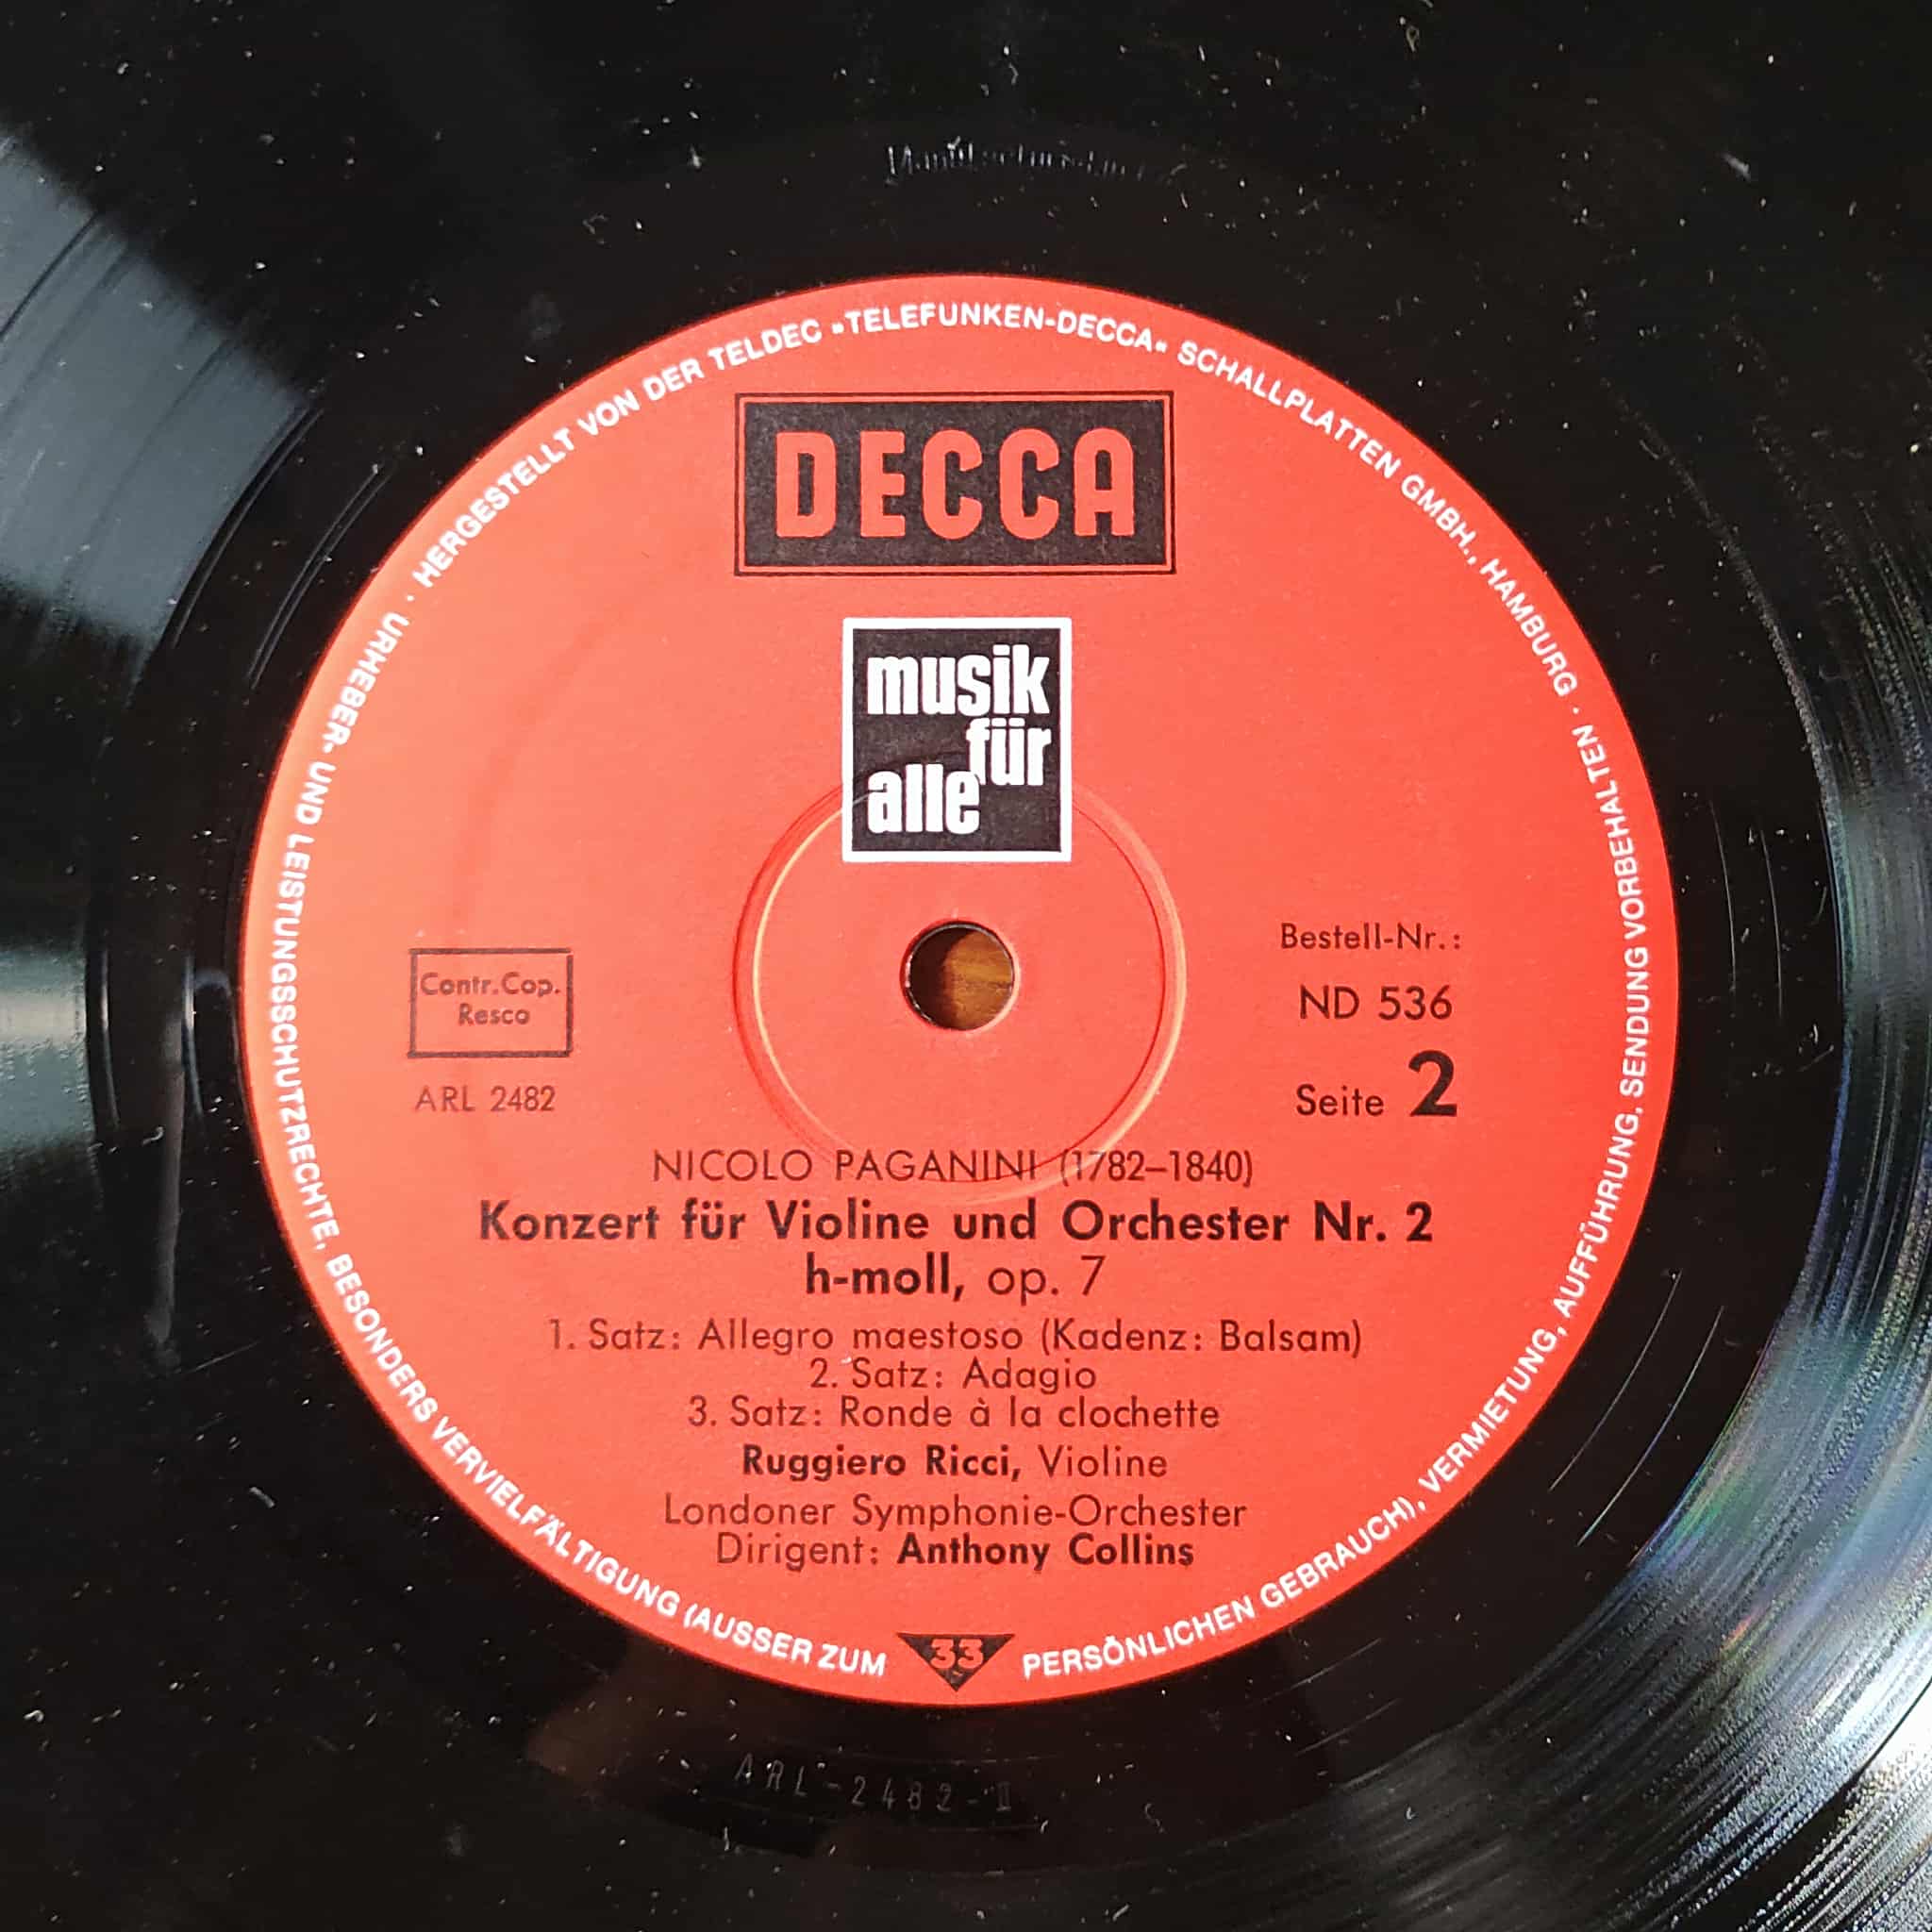 HERGESTELLT VON DER TELDEC »TELEFUNKEN-DECCA« SCHALLPLATTEN GMBH., HAMBURG ·
URHEBER- UND LEISTUNGSSCHUTZRECHTE, BESONDERS VERVIELFÄLTIGUNG (AUSSER ZUM PERSÖNLICHEN GEBRAUCH), VERMIETUNG, AUFFÜHRUNG, SENDUNG VORBEHALTEN ·
DECCA
musik
für
alle
Contr.Cop.
Resco
ARL 2482
Bestell-Nr.:
ND 536
Seite 2
NICOLO PAGANINI (1782–1840)
Konzert für Violine und Orchester Nr. 2
h-moll, op. 7
1. Satz: Allegro maestoso (Kadenz: Balsam)
2. Satz: Adagio
3. Satz: Ronde à la clochette
Ruggiero Ricci, Violine
Londoner Symphonie-Orchester
Dirigent: Anthony Collins
33
ARL-2482-